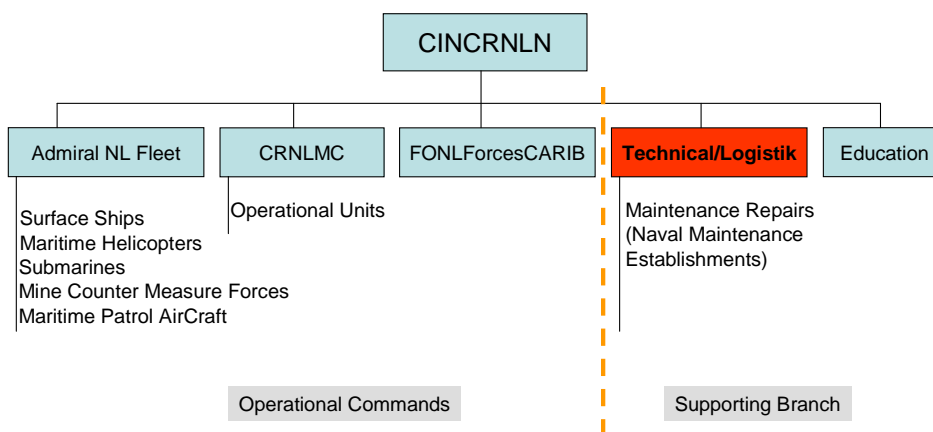 CINCRNLN
Admiral NL Fleet
CRNLMC
FONLForcesCARIB
Technical/Logistik
Education
Surface Ships
Maritime Helicopters
Submarines
Mine Counter Measure Forces
Maritime Patrol AirCraft
Operational Units
Maintenance Repairs
(Naval Maintenance
Establishments)
Operational Commands
Supporting Branch